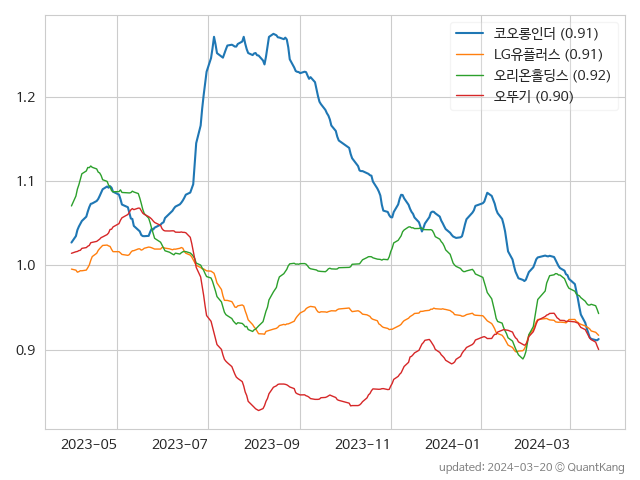 코오롱인더 (0.91)
LG유플러스 (0.91)
오리온홀딩스 (0.92)
오뚜기 (0.90)
1.2
1.1
1.0
0.9
2023-05 2023-07 2023-09 2023-11 2024-01 2024-03
updated: 2024-03-20 © QuantKang